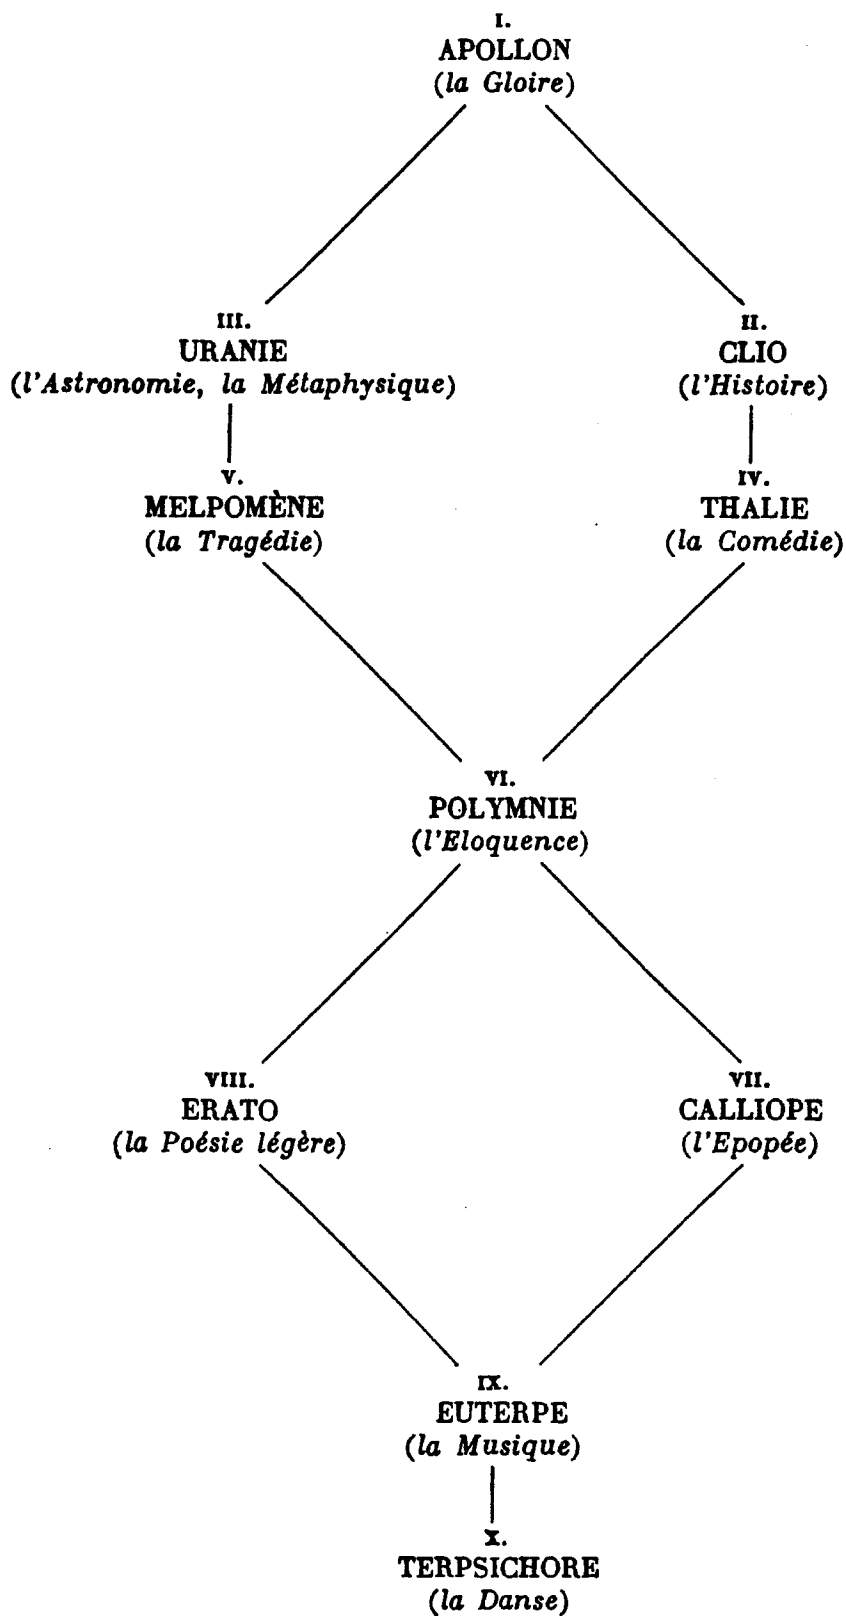 I.
APOLLON
(la Gloire)
III.
URANIE
(l'Astronomie, la Métaphysique)
II.
CLIO
(l'Histoire)
V.
MELPOMÈNE
(la Tragédie)
IV.
THALIE
(la Comédie)
VI.
POLYMNIE
(l'Eloquence)
VIII.
ERATO
(la Poésie légère)
VII.
CALLIOPE
(l'Epopée)
IX.
EUTERPE
(la Musique)
X.
TERPSICHORE
(la Danse)